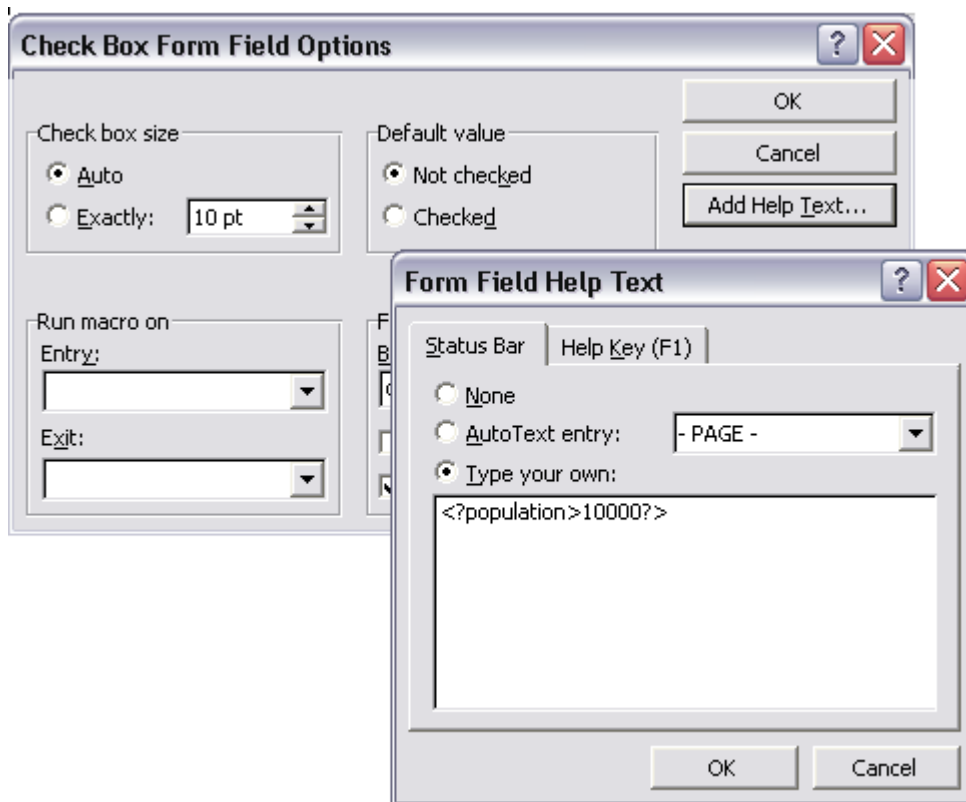 Check Box Form Field Options
OK
Check box size
Default value
Cancel
Auto
Not checked
Exactly: 10 pt
Checked
Add Help Text...
Form Field Help Text
Run macro on
Entry:
Exit:
Status Bar
Help Key (F1)
None
AutoText entry: - PAGE -
Type your own:
<?population>10000?>
OK
Cancel